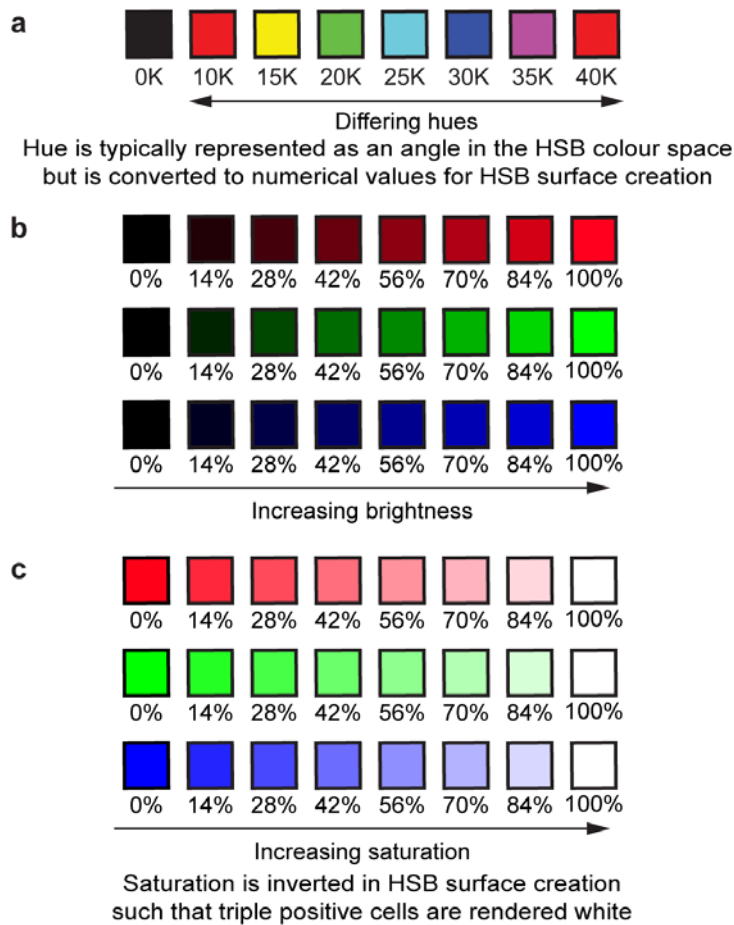 a
0K 10K 15K 20K 25K 30K 35K 40K
Differing hues
Hue is typically represented as an angle in the HSB colour space
but is converted to numerical values for HSB surface creation
b
0% 14% 28% 42% 56% 70% 84% 100%
0% 14% 28% 42% 56% 70% 84% 100%
0% 14% 28% 42% 56% 70% 84% 100%
Increasing brightness
c
0% 14% 28% 42% 56% 70% 84% 100%
0% 14% 28% 42% 56% 70% 84% 100%
0% 14% 28% 42% 56% 70% 84% 100%
Increasing saturation
Saturation is inverted in HSB surface creation
such that triple positive cells are rendered white